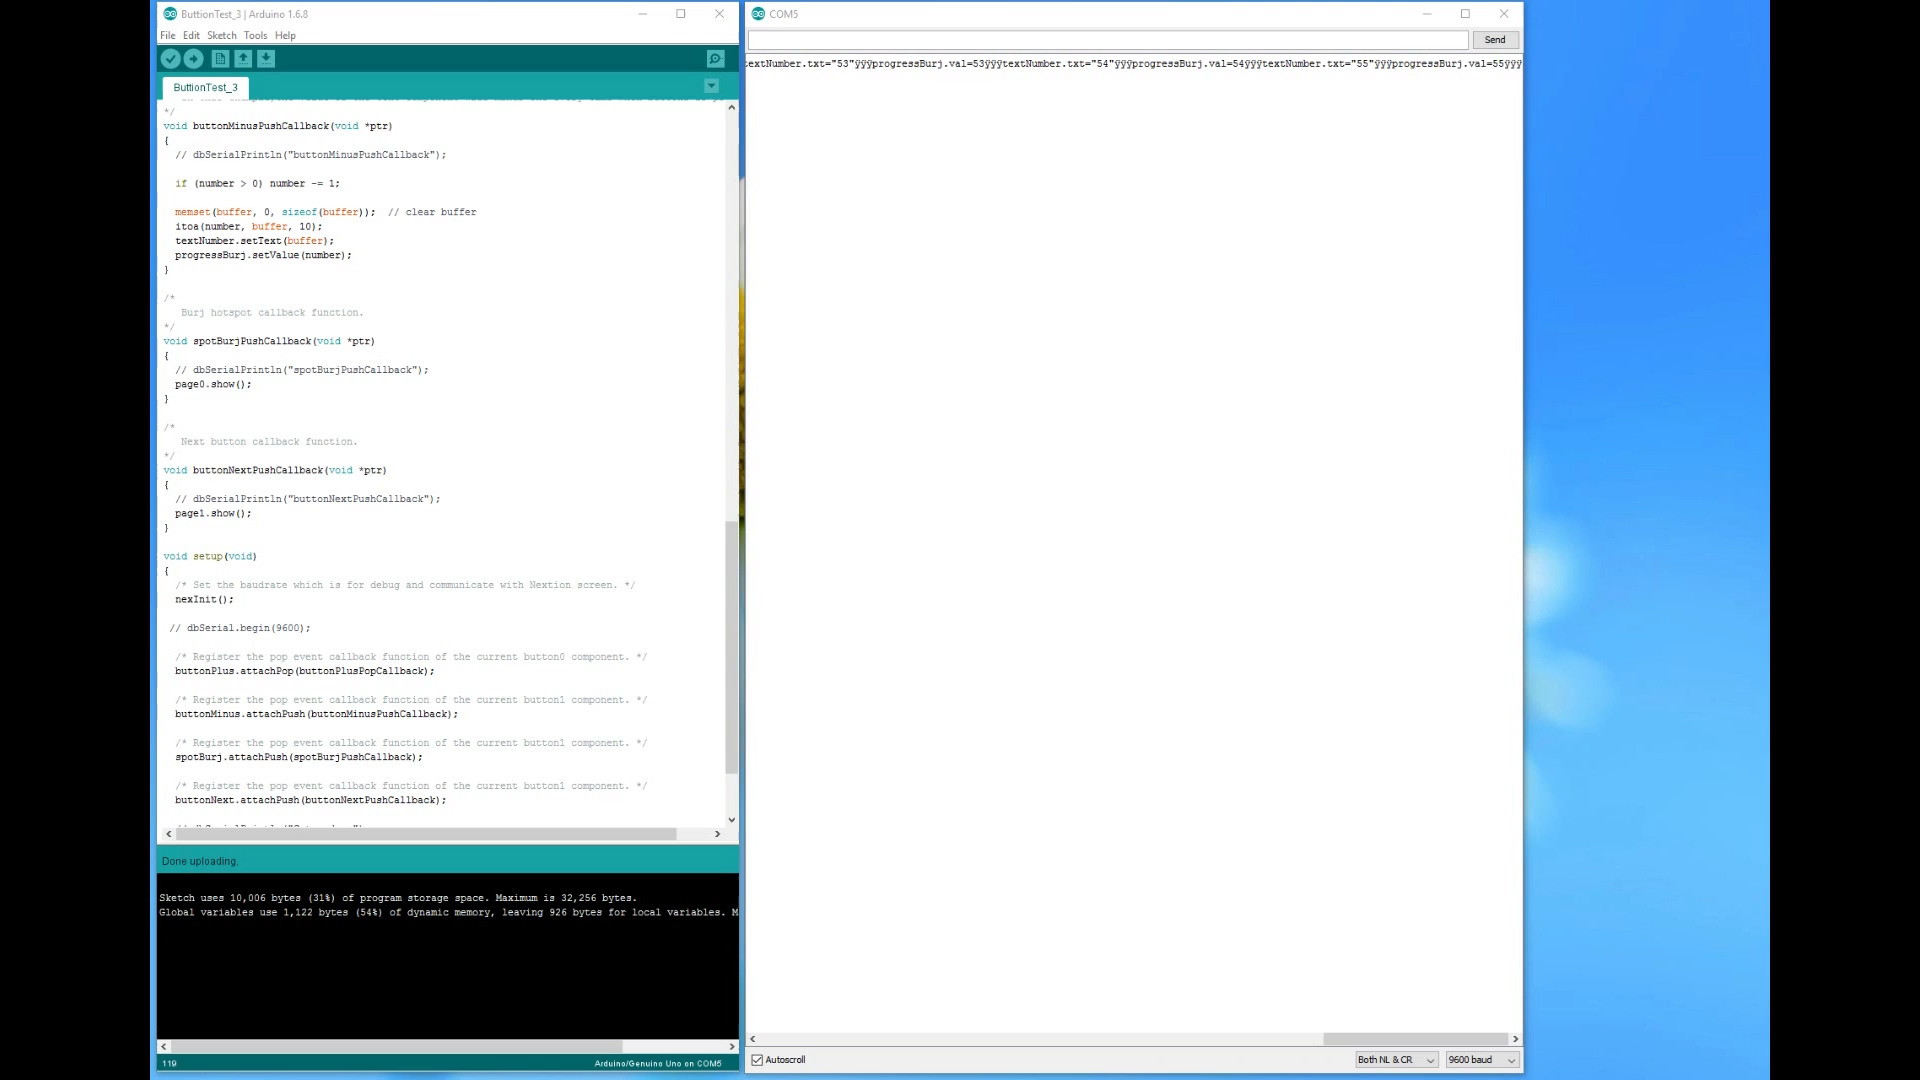 ButtionTest_3 | Arduino 1.6.8
File Edit Sketch Tools Help
ButtionTest_3
*/
void buttonMinusPushCallback(void *ptr)
{
// dbSerialPrintln("buttonMinusPushCallback");
if (number > 0) number -= 1;
memset(buffer, 0, sizeof(buffer)); // clear buffer
itoa(number, buffer, 10);
textNumber.setText(buffer);
progressBurj.setValue(number);
}
/*
Burj hotspot callback function.
*/
void spotBurjPushCallback(void *ptr)
{
// dbSerialPrintln("spotBurjPushCallback");
page0.show();
}
/*
Next button callback function.
*/
void buttonNextPushCallback(void *ptr)
{
// dbSerialPrintln("buttonNextPushCallback");
page1.show();
}
void setup(void)
{
/* Set the baudrate which is for debug and communicate with Nextion screen. */
nexInit();
// dbSerial.begin(9600);
/* Register the pop event callback function of the current button0 component. */
buttonPlus.attachPop(buttonPlusPopCallback);
/* Register the pop event callback function of the current button1 component. */
buttonMinus.attachPush(buttonMinusPushCallback);
/* Register the pop event callback function of the current button1 component. */
spotBurj.attachPush(spotBurjPushCallback);
/* Register the pop event callback function of the current button1 component. */
buttonNext.attachPush(buttonNextPushCallback);
Done uploading.
Sketch uses 10,006 bytes (31%) of program storage space. Maximum is 32,256 bytes.
Global variables use 1,122 bytes (54%) of dynamic memory, leaving 926 bytes for local variables. M
119
Arduino/Genuino Uno on COM5
COM5
Send
textNumber.txt="53"ÿÿÿprogressBurj.val=53ÿÿÿtextNumber.txt="54"ÿÿÿprogressBurj.val=54ÿÿÿtextNumber.txt="55"ÿÿÿprogressBurj.val=55ÿÿÿ
Autoscroll
Both NL & CR
9600 baud